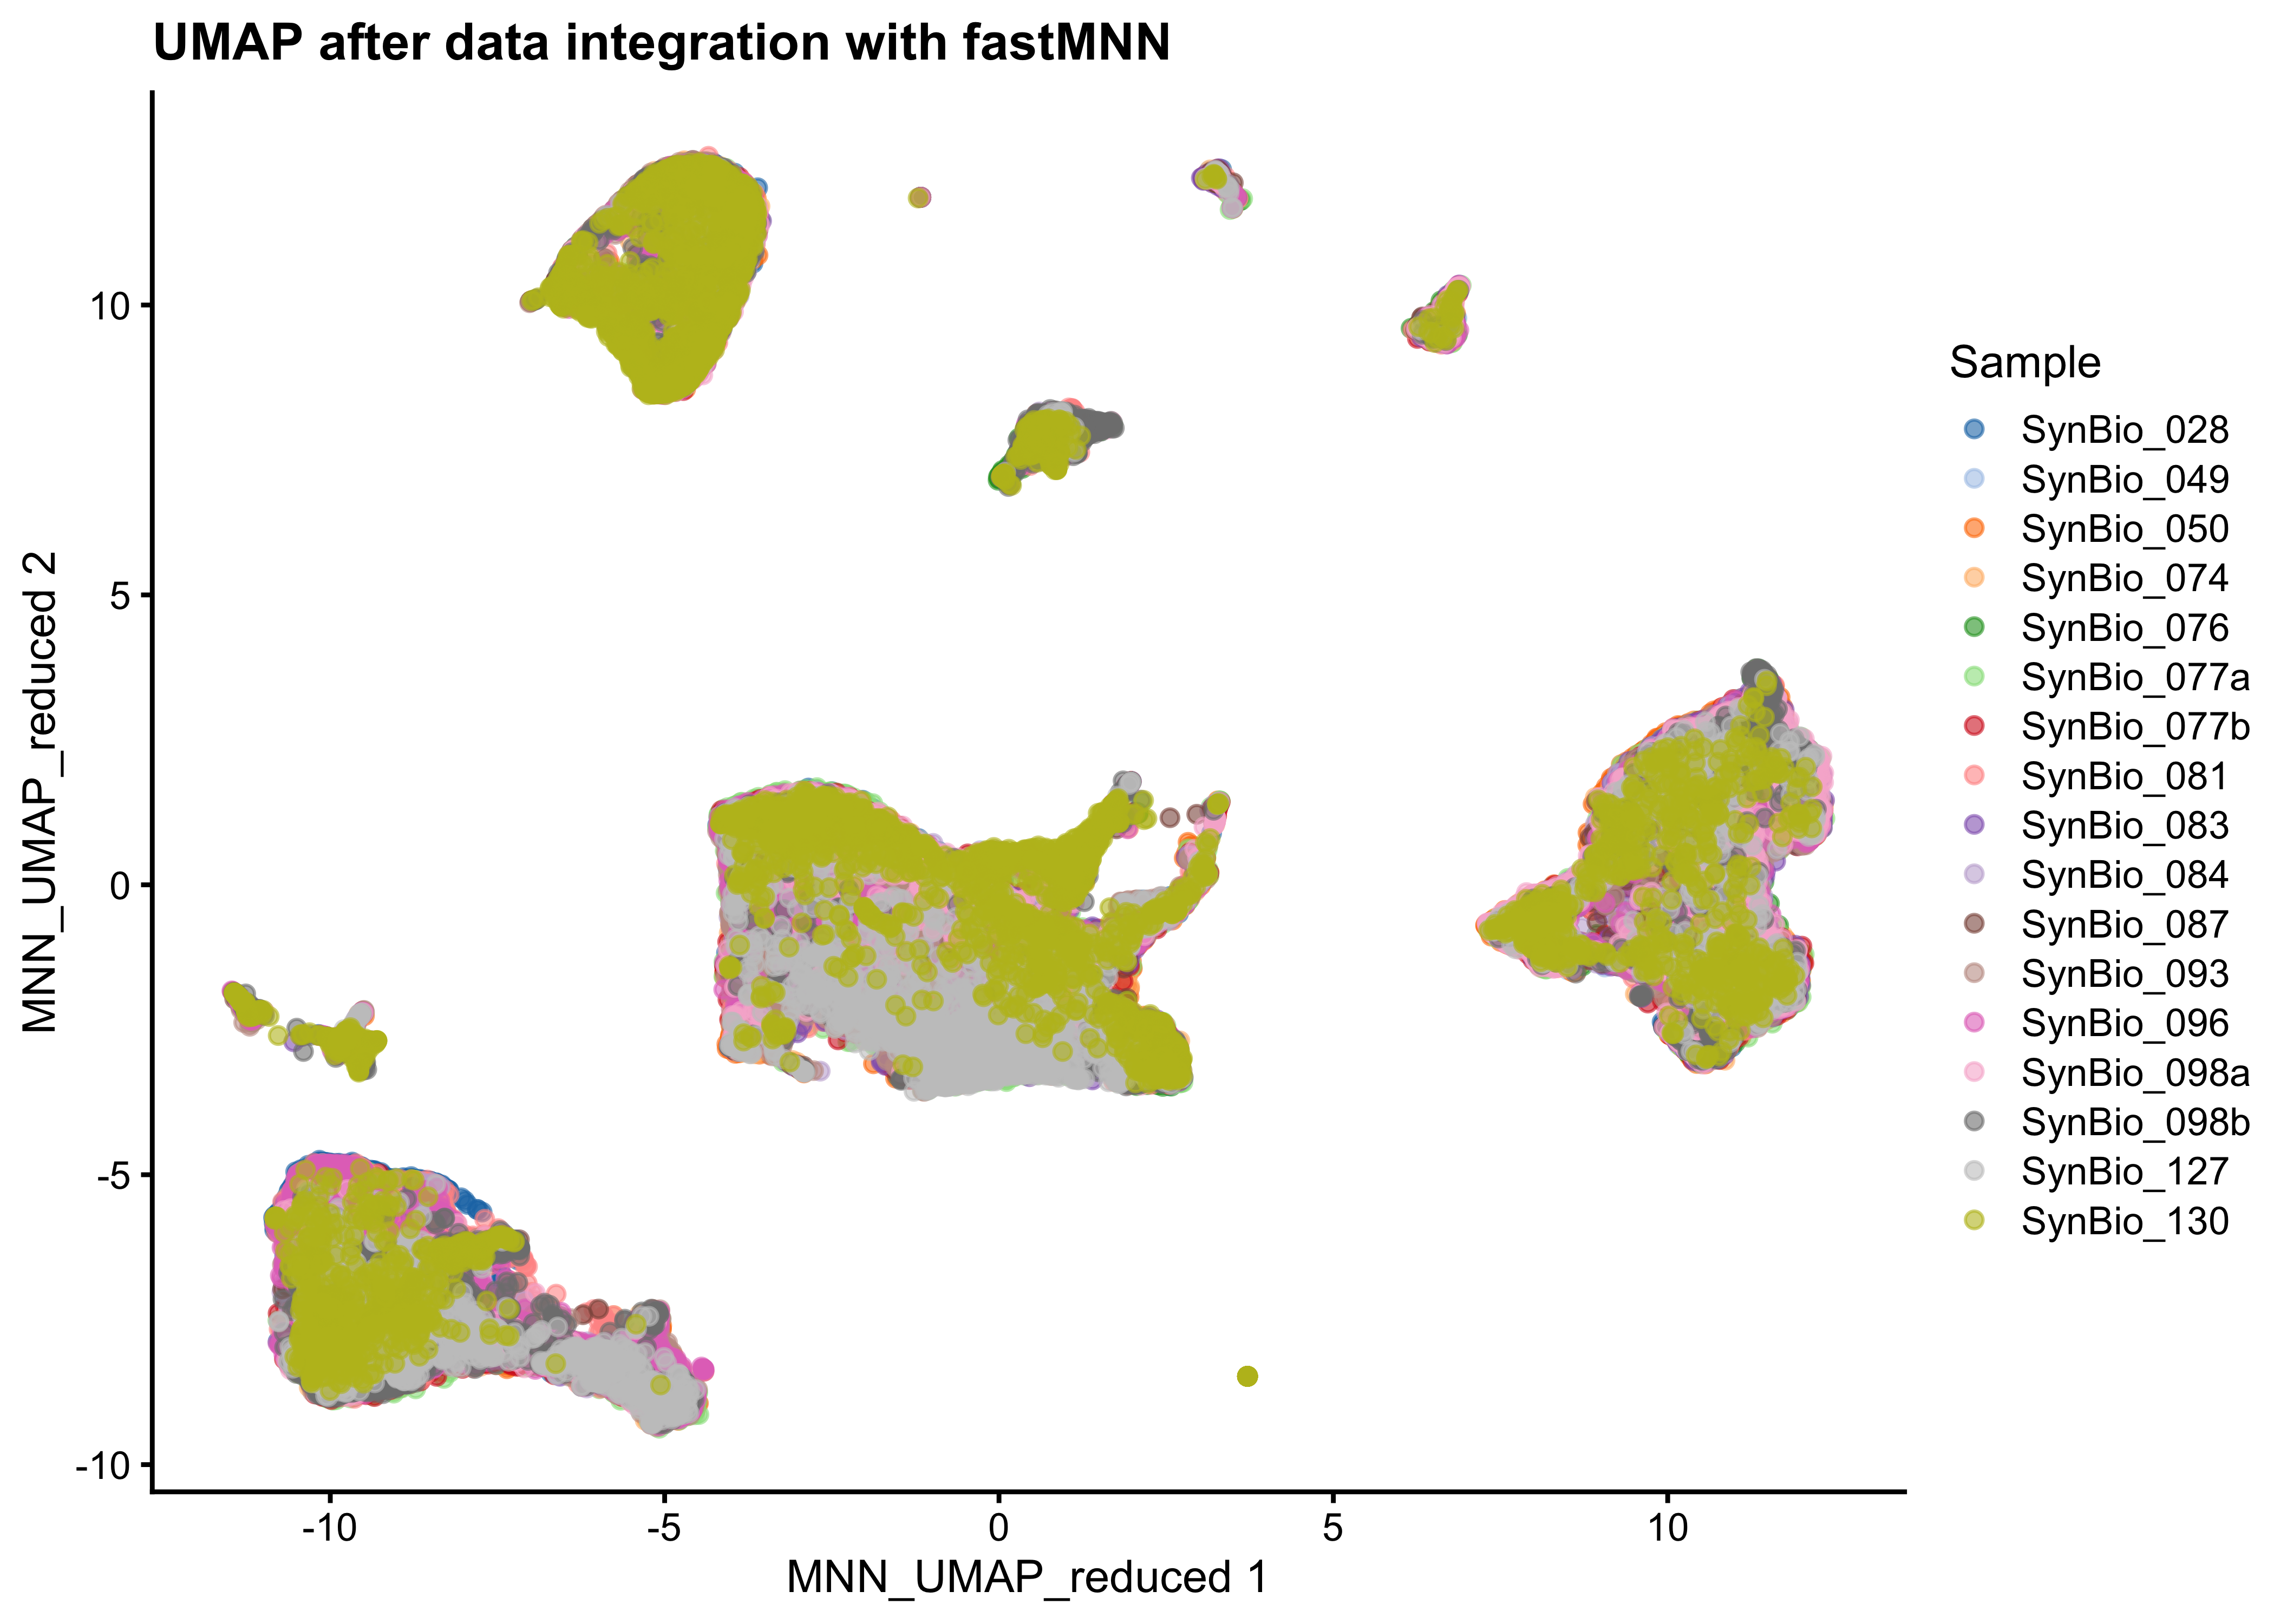 UMAP after data integration with fastMNN
MNN_UMAP_reduced 2
10
5
0
-5
-10
-10
-5
0
5
10
MNN_UMAP_reduced 1
Sample
SynBio_028
SynBio_049
SynBio_050
SynBio_074
SynBio_076
SynBio_077a
SynBio_077b
SynBio_081
SynBio_083
SynBio_084
SynBio_087
SynBio_093
SynBio_096
SynBio_098a
SynBio_098b
SynBio_127
SynBio_130